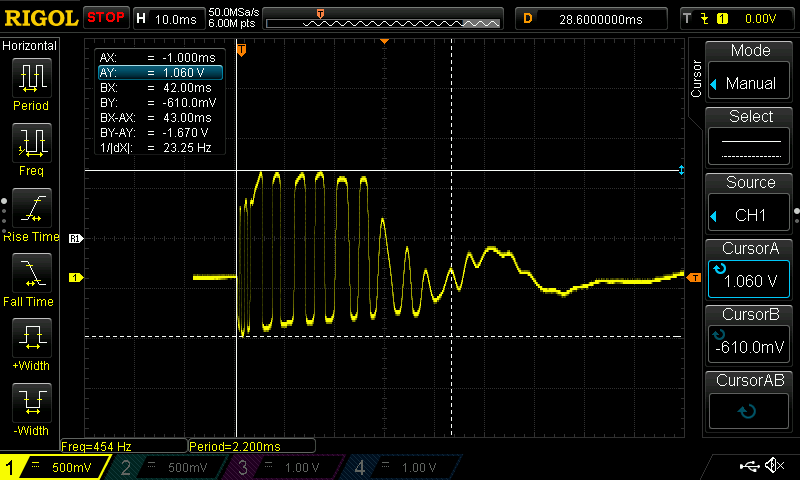 RIGOL STOP H 10.0ms 50.0MSa/s 6.00M pts T D 28.6000000ms T 1 0.00V
Horizontal
Period
Freq
Rise Time
Fall Time
+Width
-Width
AX: = -1.000ms
AY: = 1.060 V
BX: = 42.00ms
BY: = -610.0mV
BX-AX: = 43.00ms
BY-AY: = -1.670 V
1/|dX|: = 23.25 Hz
T
R1
1
T
Freq=454 Hz Period=2.200ms
Cursor
Mode
Manual
Select
Source
CH1
CursorA
1.060 V
CursorB
-610.0mV
CursorAB
1 = 500mV 2 = 500mV 3 = 1.00 V 4 = 1.00 V